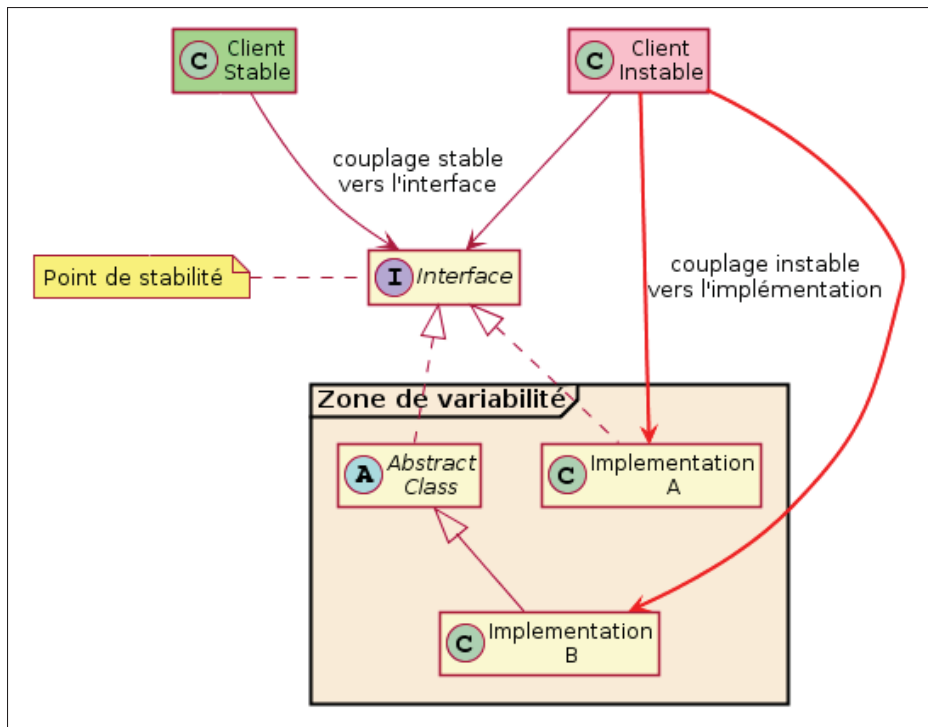 C Client
Stable
C Client
Instable
couplage stable
vers l'interface
Point de stabilité
I Interface
couplage instable
vers l'implémentation
Zone de variabilité
A Abstract
Class
C Implementation
A
C Implementation
B